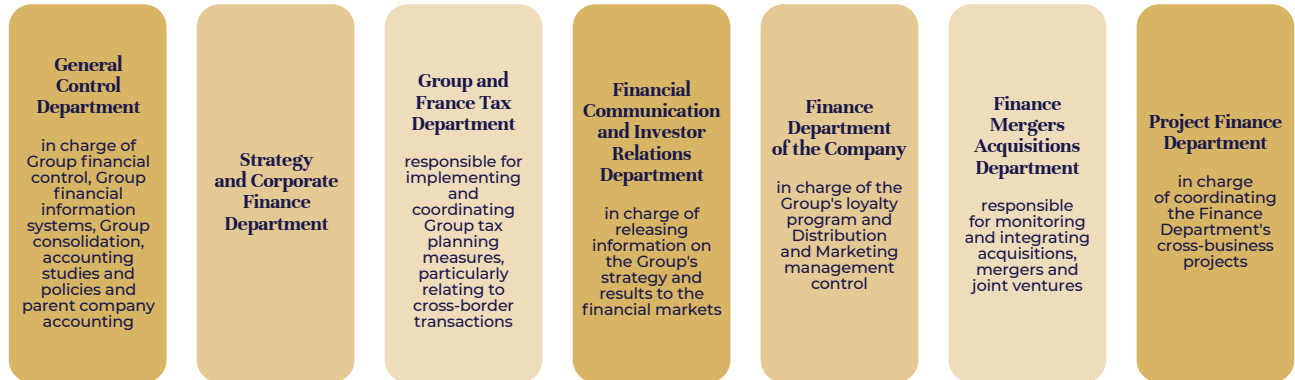 General
Control
Department
in charge of
Group financial
control, Group
financial
information
systems, Group
consolidation,
accounting
studies and
policies and
parent company
accounting
Strategy
and Corporate
Finance
Department
Group and
France Tax
Department
responsible for
implementing
and
coordinating
Group tax
planning
measures,
particularly
relating to
cross-border
transactions
Financial
Communication
and Investor
Relations
Department
in charge of
releasing
information on
the Group's
strategy and
results to the
financial markets
Finance
Department
of the Company
in charge of the
Group's loyalty
program and
Distribution
and Marketing
management
control
Finance
Mergers
Acquisitions
Department
responsible
for monitoring
and integrating
acquisitions,
mergers and
joint ventures
Project Finance
Department
in charge
of coordinating
the Finance
Department's
cross-business
projects